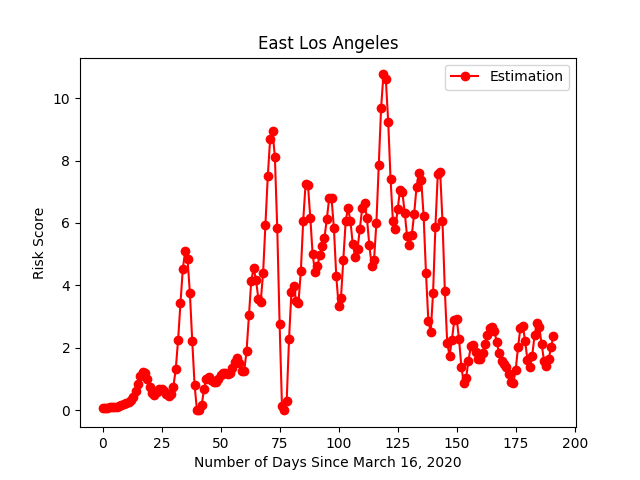 East Los Angeles
Estimation
Risk Score
10
8
6
4
2
0
0 25 50 75 100 125 150 175 200
Number of Days Since March 16, 2020